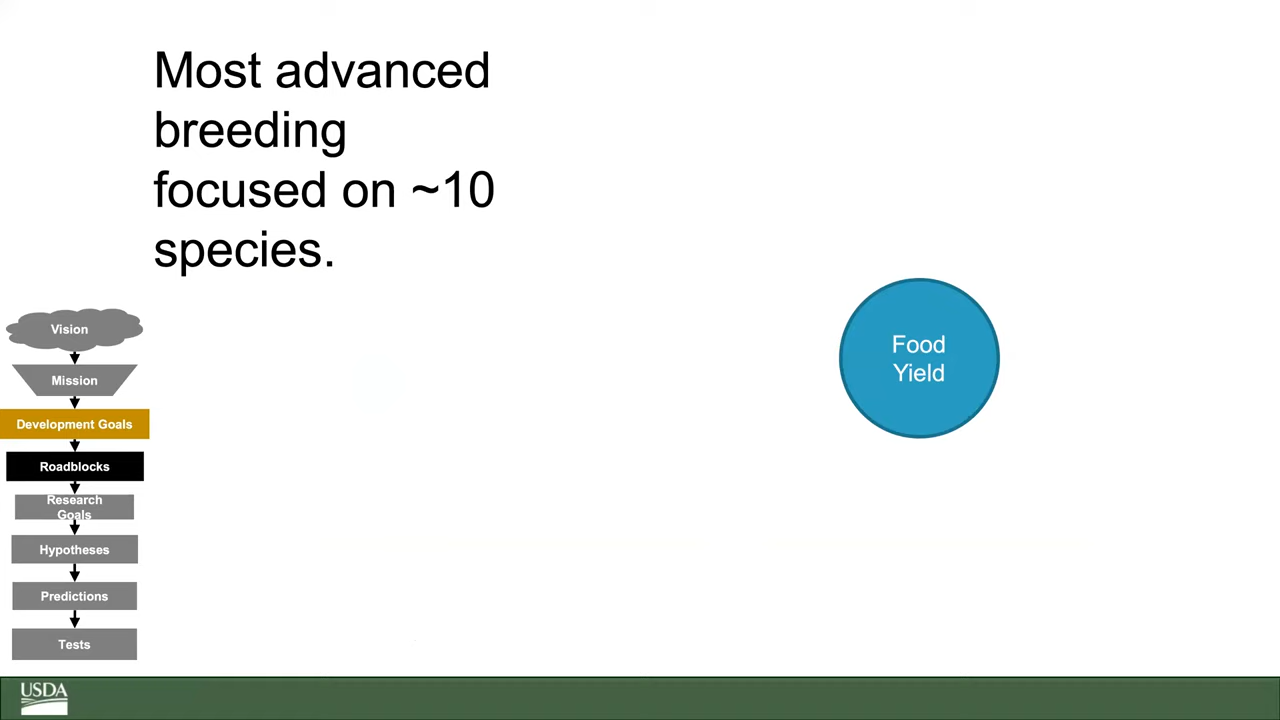 Most advanced
breeding
focused on ~10
species.
Food
Yield
Vision
Mission
Development Goals
Roadblocks
Research
Goals
Hypotheses
Predictions
Tests
USDA